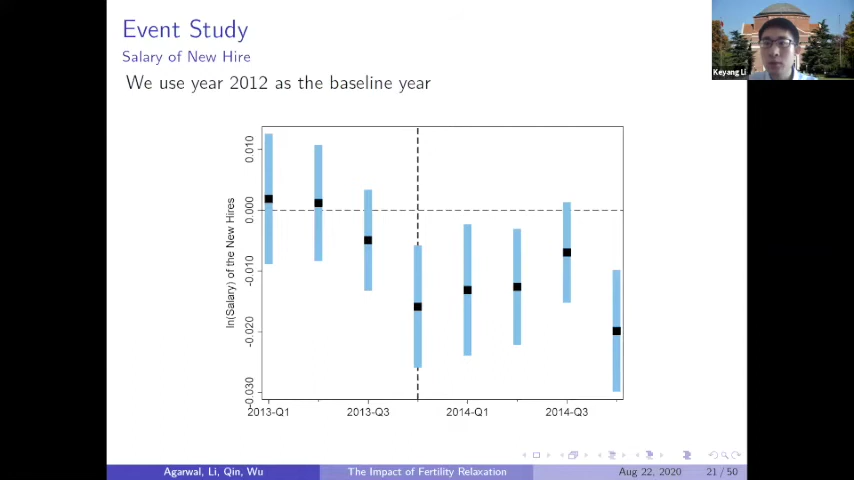 Event Study
Salary of New Hire
We use year 2012 as the baseline year
Keyang Li
ln(Salary) of the New Hires
0.010
0.000
-0.010
-0.020
-0.030
2013-Q1
2013-Q3
2014-Q1
2014-Q3
Agarwal, Li, Qin, Wu
The Impact of Fertility Relaxation
Aug 22, 2020
21 / 50